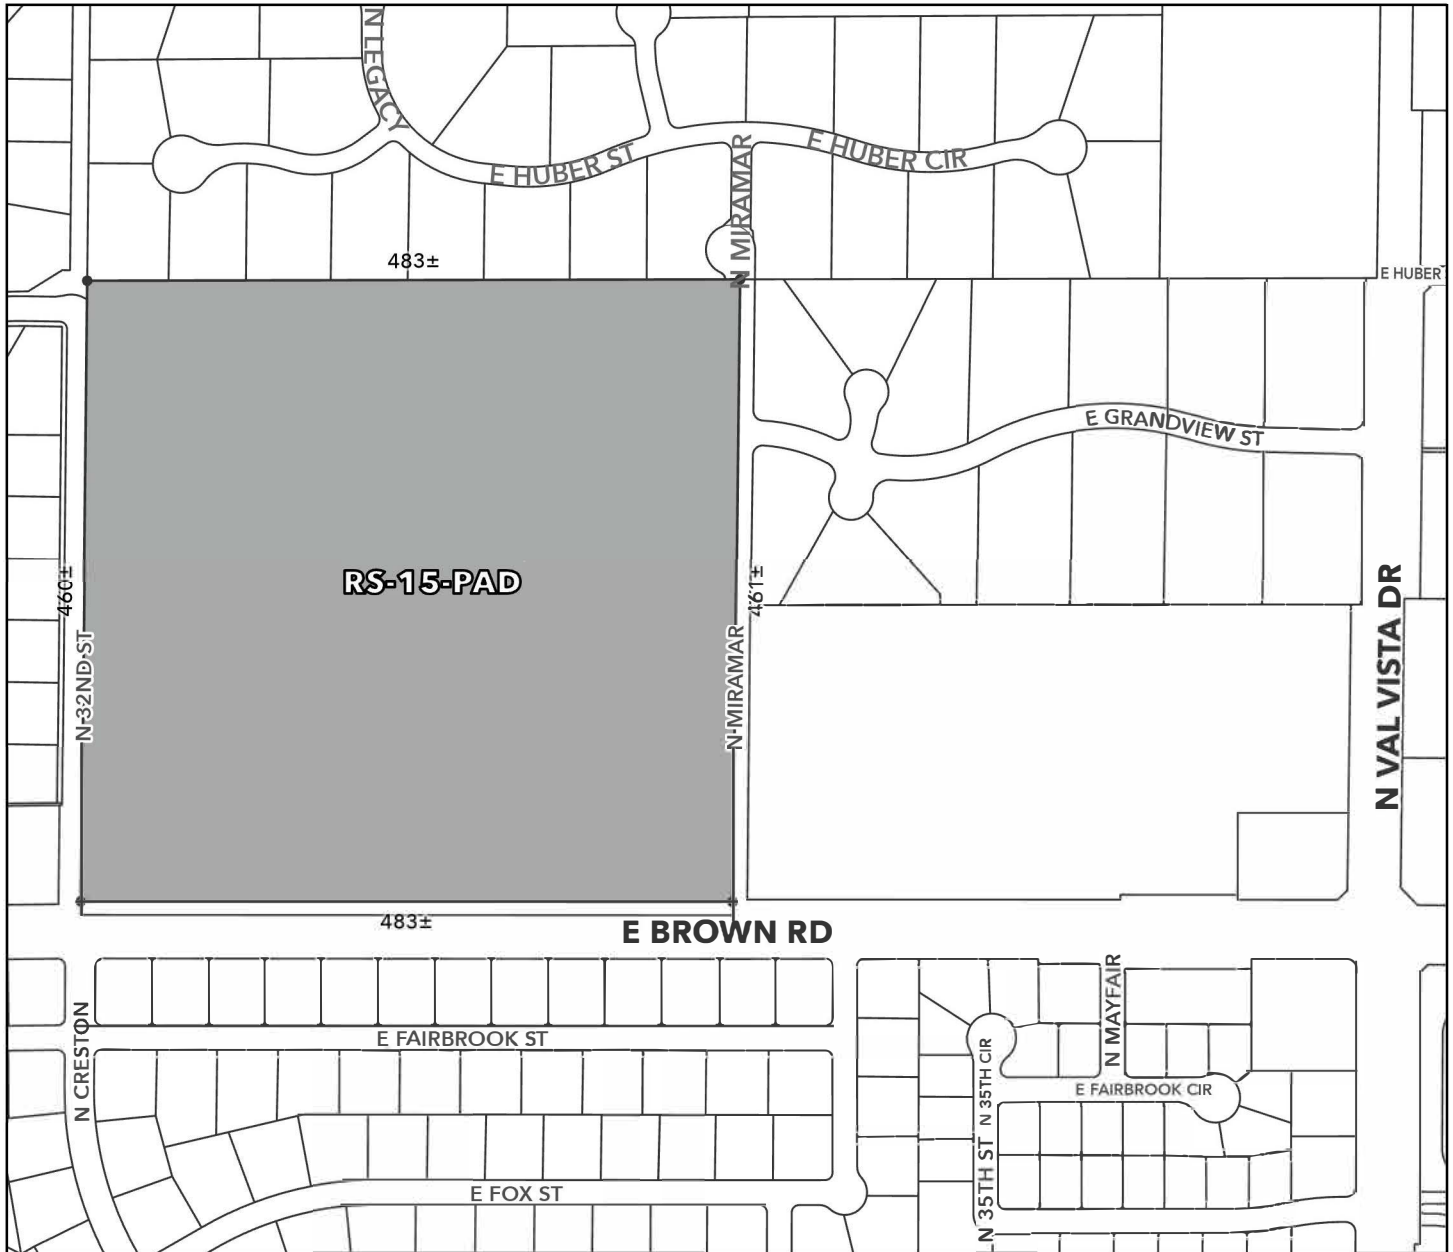 N LEGACY
E HUBER ST
N MIRAMAR
E HUBER CIR
483±
E HUBER
E GRANDVIEW ST
RS-15-PAD
460±
461±
N 32ND ST
N MIRAMAR
N VAL VISTA DR
483±
E BROWN RD
N CRESTON
E FAIRBROOK ST
N MAYFAIR
N 35TH CIR
E FAIRBROOK CIR
N 35TH ST
E FOX ST